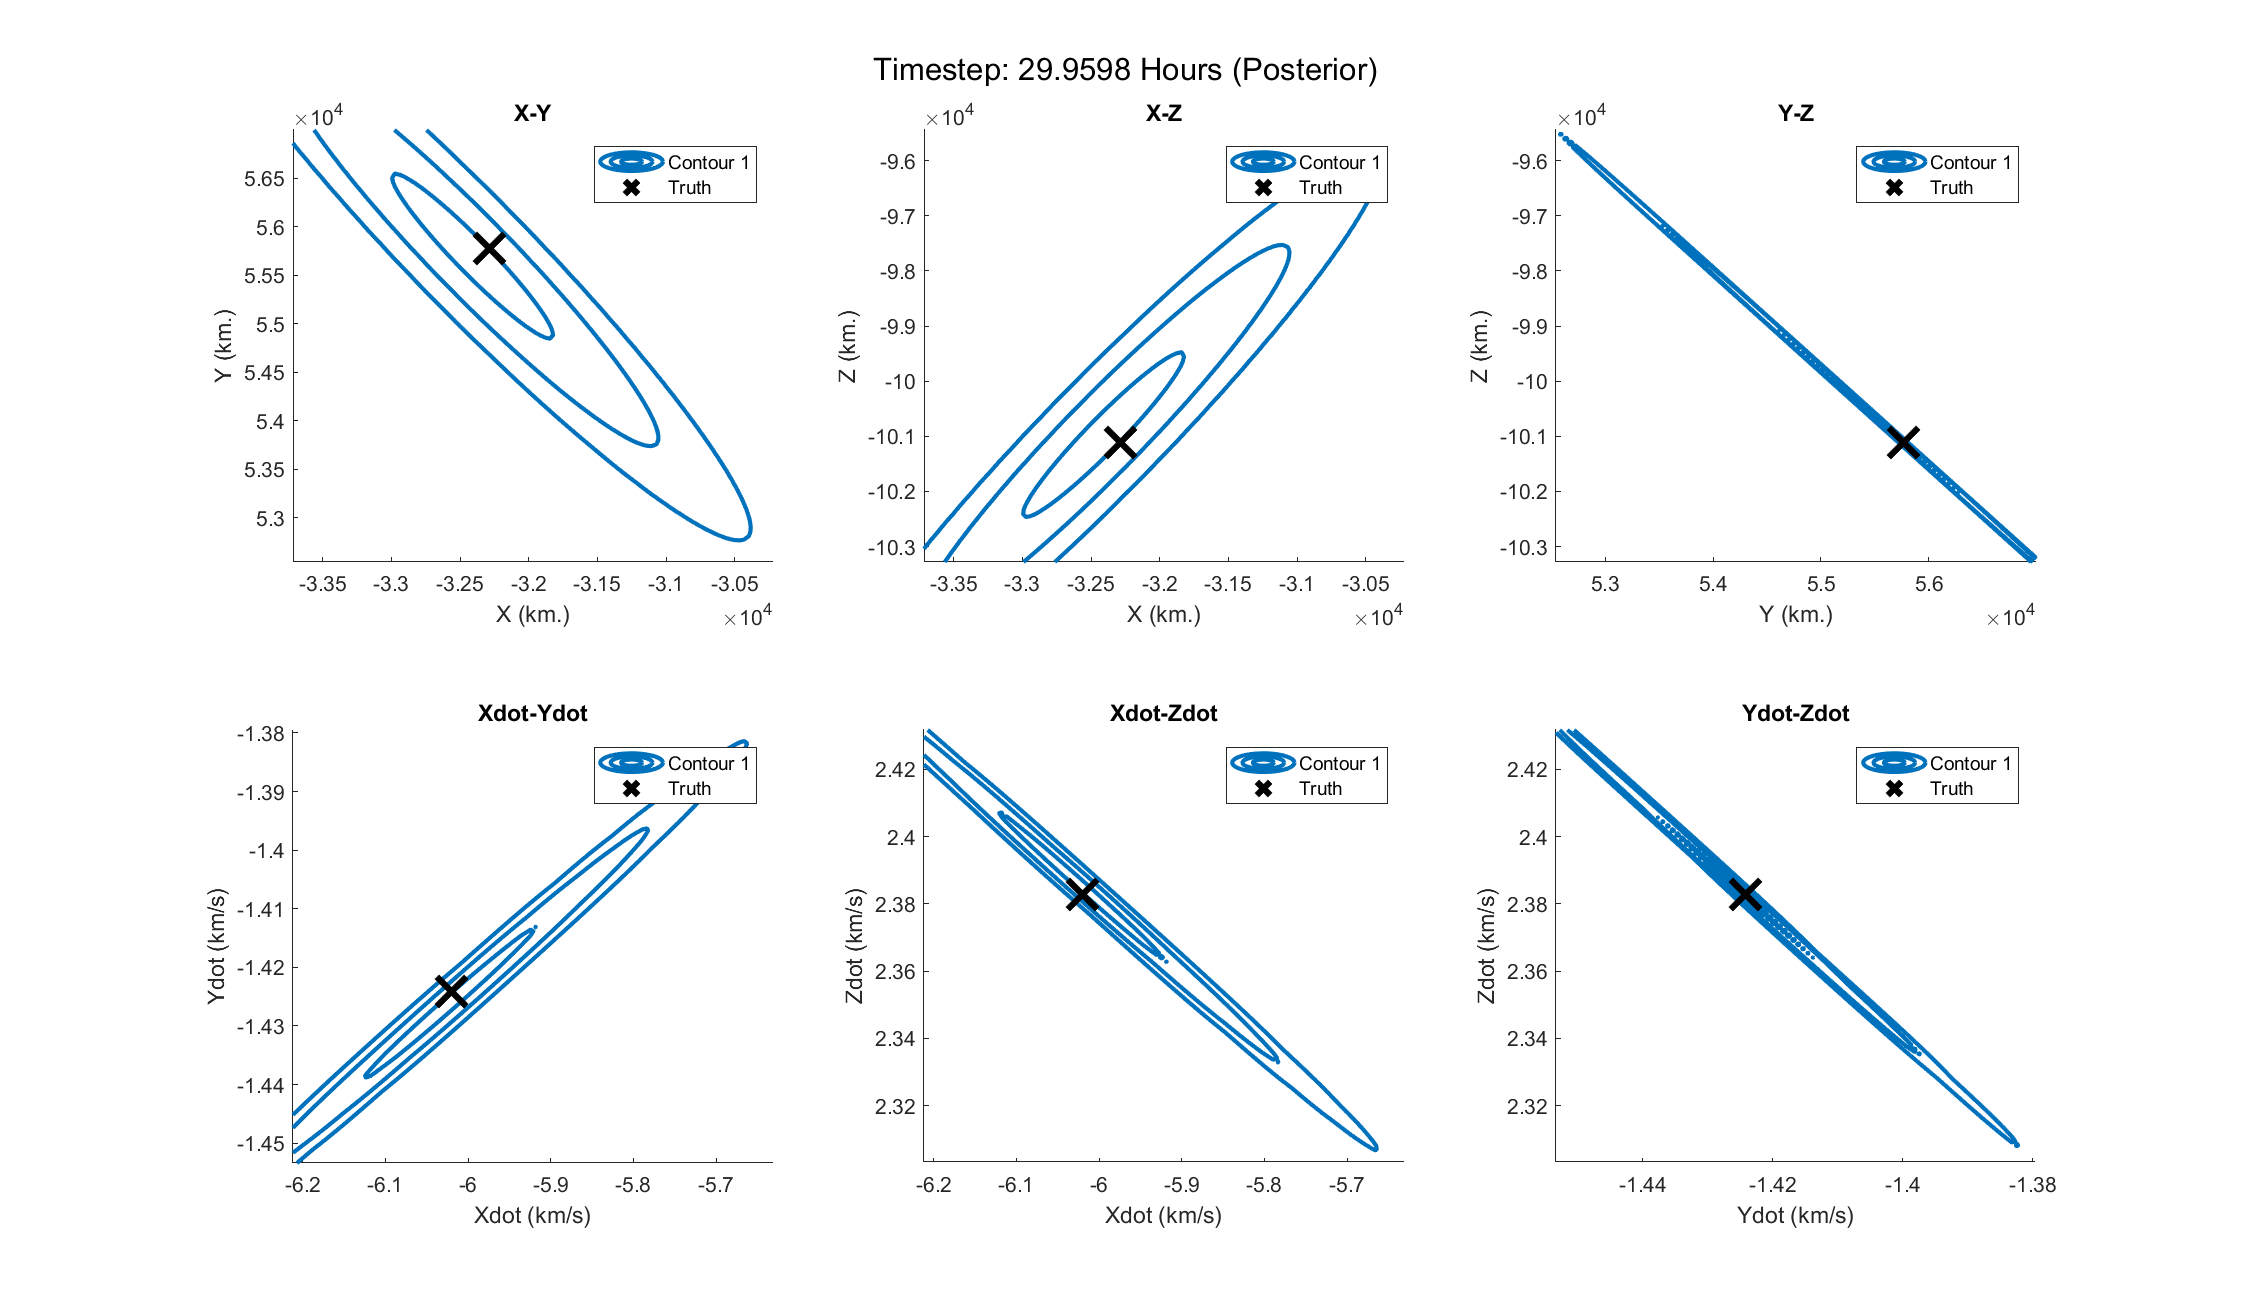 Timestep: 29.9598 Hours (Posterior)
X-Y
×10^4
5.65
5.6
5.55
5.5
5.45
5.4
5.35
5.3
Y (km.)
-3.35 -3.3 -3.25 -3.2 -3.15 -3.1 -3.05
X (km.)
×10^4
Contour 1
Truth
X-Z
×10^4
-9.6
-9.7
-9.8
-9.9
-10
-10.1
-10.2
-10.3
Z (km.)
-3.35 -3.3 -3.25 -3.2 -3.15 -3.1 -3.05
X (km.)
×10^4
Contour 1
Truth
Y-Z
×10^4
-9.6
-9.7
-9.8
-9.9
-10
-10.1
-10.2
-10.3
Z (km.)
5.3 5.4 5.5 5.6
Y (km.)
×10^4
Contour 1
Truth
Xdot-Ydot
-1.38
-1.39
-1.4
-1.41
-1.42
-1.43
-1.44
-1.45
Ydot (km/s)
-6.2 -6.1 -6 -5.9 -5.8 -5.7
Xdot (km/s)
Contour 1
Truth
Xdot-Zdot
2.42
2.4
2.38
2.36
2.34
2.32
Zdot (km/s)
-6.2 -6.1 -6 -5.9 -5.8 -5.7
Xdot (km/s)
Contour 1
Truth
Ydot-Zdot
2.42
2.4
2.38
2.36
2.34
2.32
Zdot (km/s)
-1.44 -1.42 -1.4 -1.38
Ydot (km/s)
Contour 1
Truth